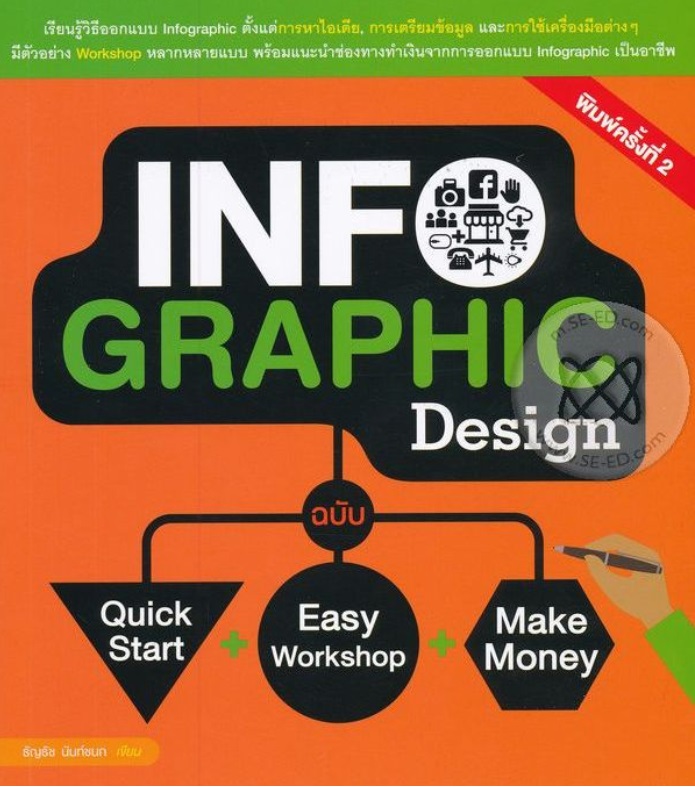 เรียนรู้วิธีออกแบบ Infographic ตั้งแต่การหาไอเดีย, การเตรียมข้อมูล และการใช้เครื่องมือต่างๆ
มีตัวอย่าง Workshop หลากหลายแบบ พร้อมแนะนำช่องทางทำเงินจากการออกแบบ Infographic เป็นอาชีพ
พิมพ์ครั้งที่ 2
INFO
GRAPHIC
m.SE-ED.com
Design
www.SE-ED.com
ฉบับ
Quick
Start
+
Easy
Workshop
+
Make
Money
ธัญธัช นันท์ชนก เขียน